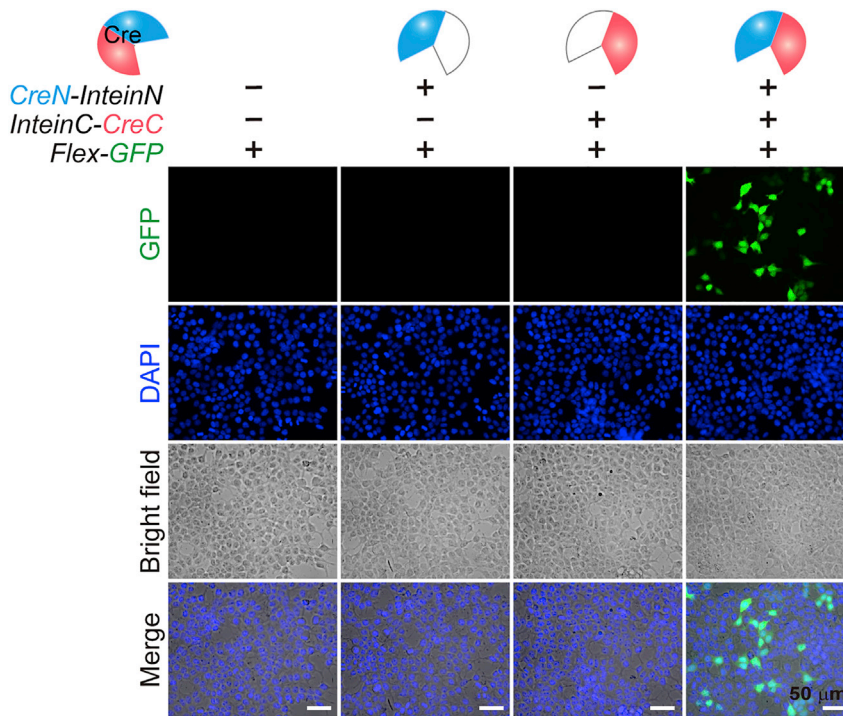 Cre
CreN-InteinN − + − +
InteinC-CreC − − + +
Flex-GFP + + + +
GFP
DAPI
Bright field
Merge
50 μm